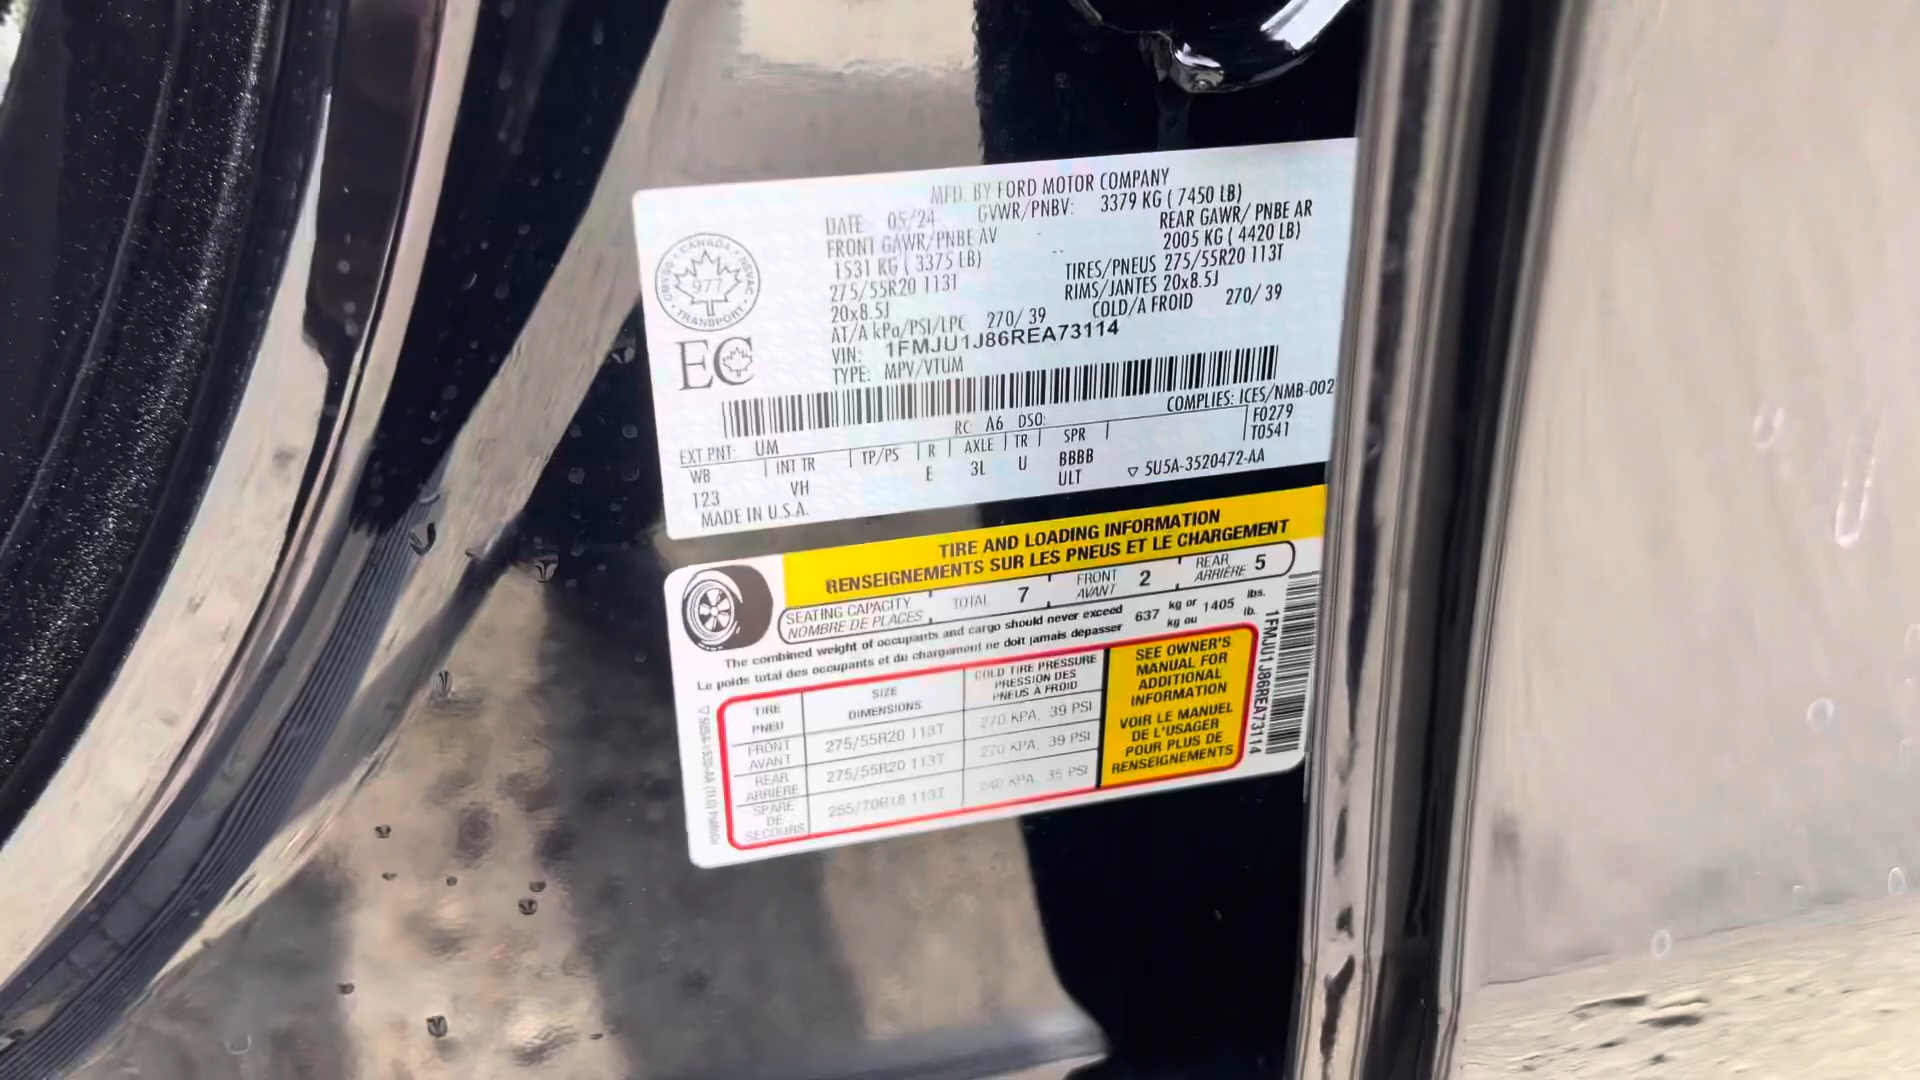 MFD. BY FORD MOTOR COMPANY
DATE: 05/24 GVWR/PNBV: 3379 KG ( 7450 LB)
FRONT GAWR/PNBE AV REAR GAWR/ PNBE AR
1531 KG ( 3375 LB) 2005 KG ( 4420 LB)
275/55R20 113T TIRES/PNEUS 275/55R20 113T
20x8.5J RIMS/JANTES 20x8.5J
AT/A kPa/PSI/LPC 270/ 39 COLD/A FROID 270/ 39
VIN: 1FMJU1J86REA73114
TYPE: MPV/VTUM
CANADA
977
TRANSPORT
EC
COMPLIES: ICES/NMB-002
EXT PNT: UM RC: A6 DSO: F0279
WB INT TR TP/PS R AXLE TR SPR T0541
123 VH E 3L U BBBB
ULT 5U5A-3520472-AA
MADE IN U.S.A.
TIRE AND LOADING INFORMATION
RENSEIGNEMENTS SUR LES PNEUS ET LE CHARGEMENT
SEATING CAPACITY
NOMBRE DE PLACES
TOTAL 7
FRONT
AVANT 2
REAR
ARRIÈRE 5
The combined weight of occupants and cargo should never exceed 637 kg or 1405 lbs.
Le poids total des occupants et du chargement ne doit jamais dépasser kg ou lb.
TIRE
PNEU
SIZE
DIMENSIONS
COLD TIRE PRESSURE
PRESSION DES
PNEUS A FROID
FRONT
AVANT
275/55R20 113T
270 KPA, 39 PSI
REAR
ARRIÈRE
275/55R20 113T
270 KPA, 39 PSI
SPARE
DE
SECOURS
255/70R18 113T
240 KPA, 35 PSI
SEE OWNER'S
MANUAL FOR
ADDITIONAL
INFORMATION
VOIR LE MANUEL
DE L'USAGER
POUR PLUS DE
RENSEIGNEMENTS
1FMJU1J86REA73114